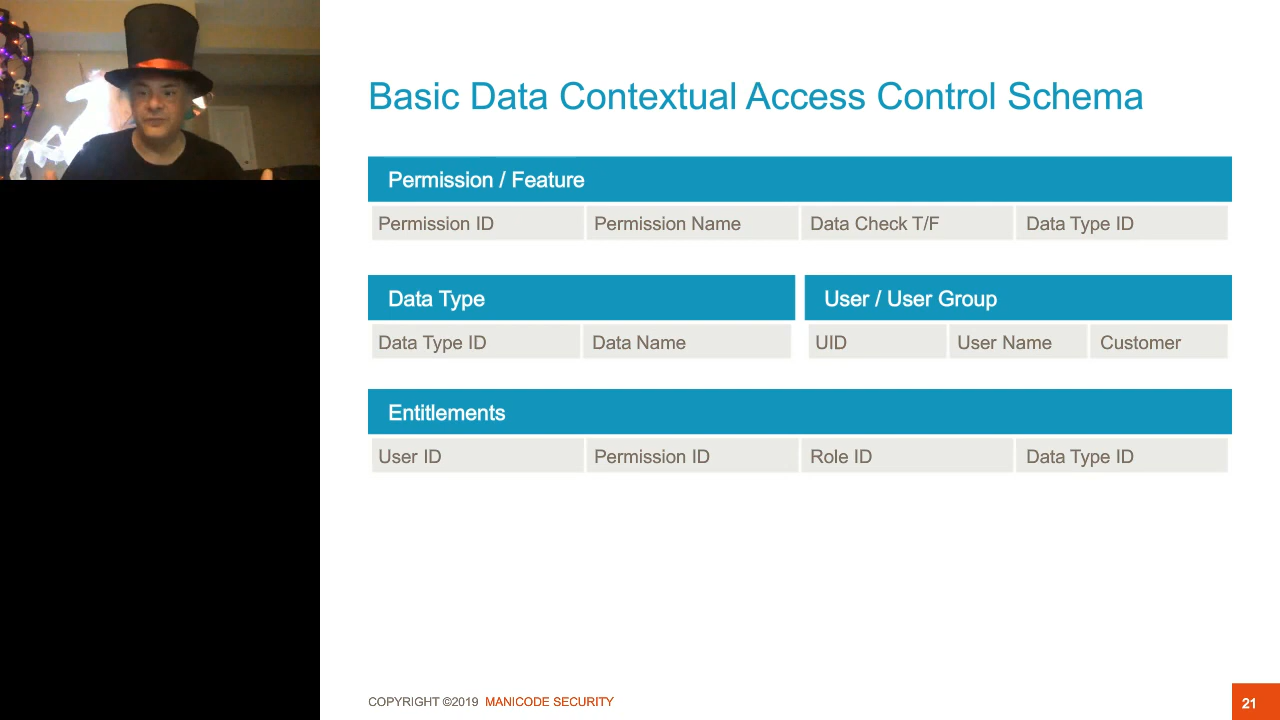 Basic Data Contextual Access Control Schema
Permission / Feature
Permission ID Permission Name Data Check T/F Data Type ID
Data Type
Data Type ID Data Name
User / User Group
UID User Name Customer
Entitlements
User ID Permission ID Role ID Data Type ID
COPYRIGHT ©2019 MANICODE SECURITY
21